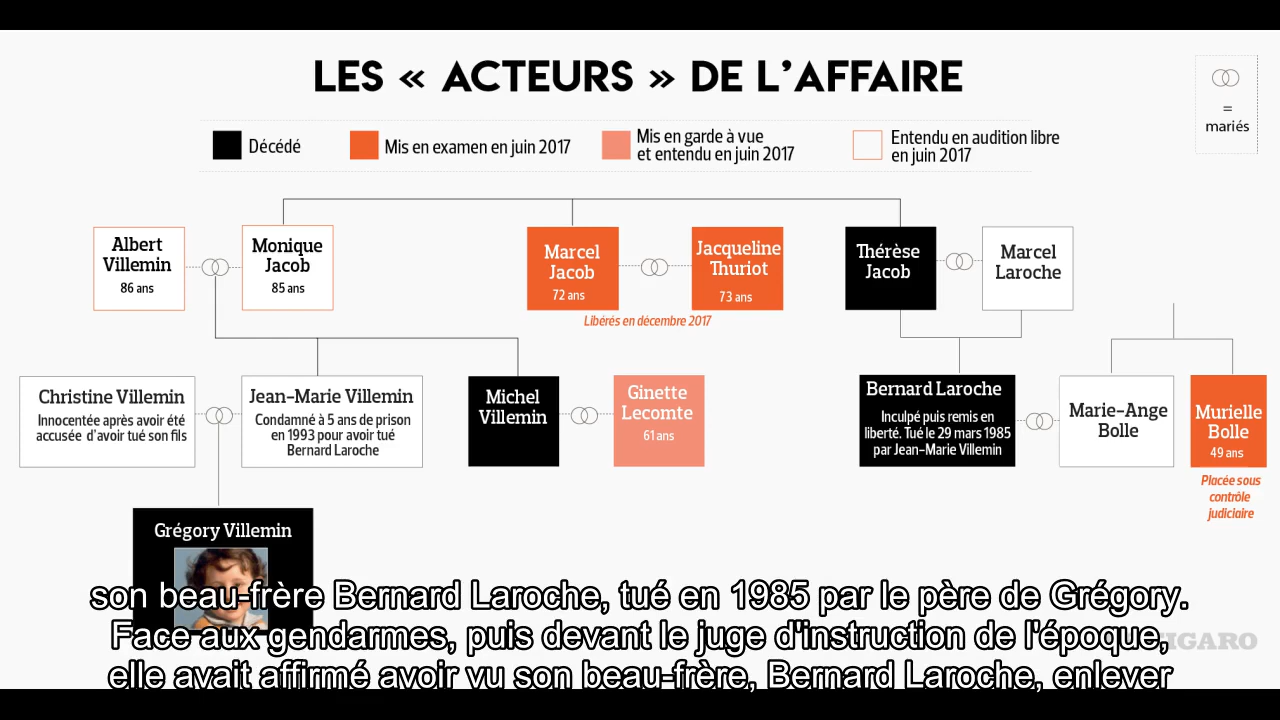 LES « ACTEURS » DE L'AFFAIRE
=
mariés
Décédé
Mis en examen en juin 2017
Mis en garde à vue
et entendu en juin 2017
Entendu en audition libre
en juin 2017
Albert
Villemin
86 ans
Monique
Jacob
85 ans
Marcel
Jacob
72 ans
Jacqueline
Thuriot
73 ans
Libérés en décembre 2017
Thérèse
Jacob
Marcel
Laroche
Christine Villemin
Innocentée après avoir été
accusée d'avoir tué son fils
Jean-Marie Villemin
Condamné à 5 ans de prison
en 1993 pour avoir tué
Bernard Laroche
Michel
Villemin
Ginette
Lecomte
61 ans
Bernard Laroche
Inculpé puis remis en
liberté. Tué le 29 mars 1985
par Jean-Marie Villemin
Marie-Ange
Bolle
Murielle
Bolle
49 ans
Placée sous
contrôle
judiciaire
Grégory Villemin
son beau-frère Bernard Laroche, tué en 1985 par le père de Grégory.
Face aux gendarmes, puis devant le juge d'instruction de l'époque,
elle avait affirmé avoir vu son beau-frère, Bernard Laroche, enlever